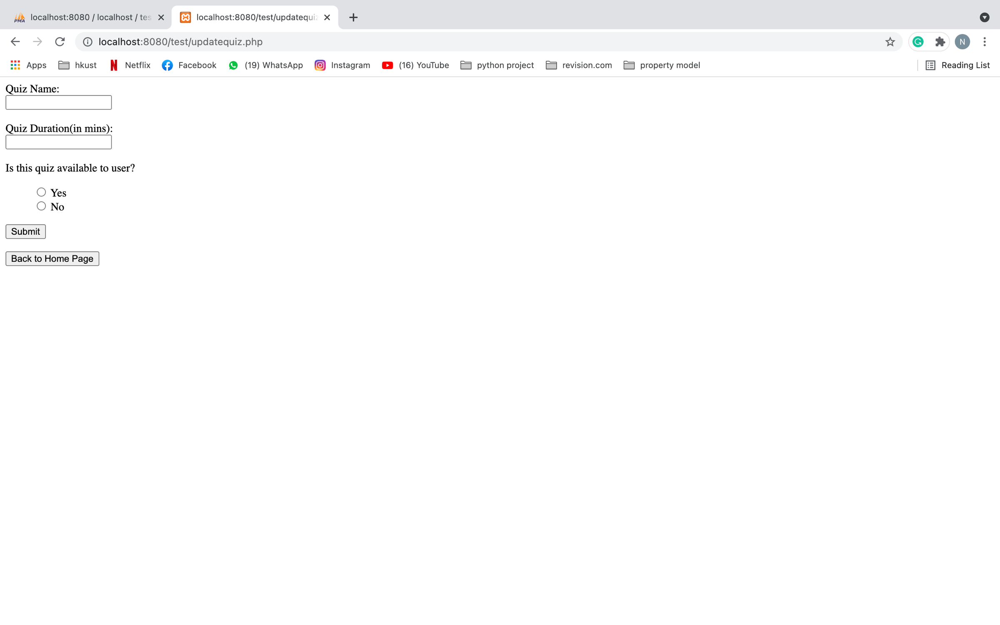 PMA localhost:8080 / localhost / tes localhost:8080/test/updatequiz
localhost:8080/test/updatequiz.php N
Apps hkust Netflix Facebook (19) WhatsApp Instagram (16) YouTube python project revision.com property model Reading List
Quiz Name:
Quiz Duration(in mins):
Is this quiz available to user?
Yes
No
Submit
Back to Home Page